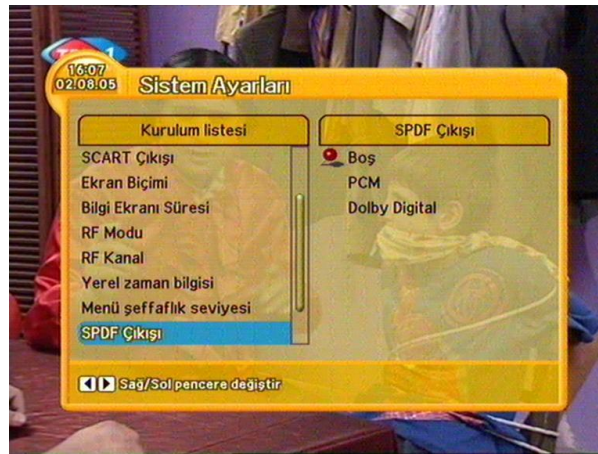 16:07
02.08.05
Sistem Ayarları
Kurulum listesi
SPDF Çıkışı
SCART Çıkışı
Ekran Biçimi
Bilgi Ekranı Süresi
RF Modu
RF Kanal
Yerel zaman bilgisi
Menü şeffaflık seviyesi
SPDF Çıkışı
Boş
PCM
Dolby Digital
Sağ/Sol pencere değiştir